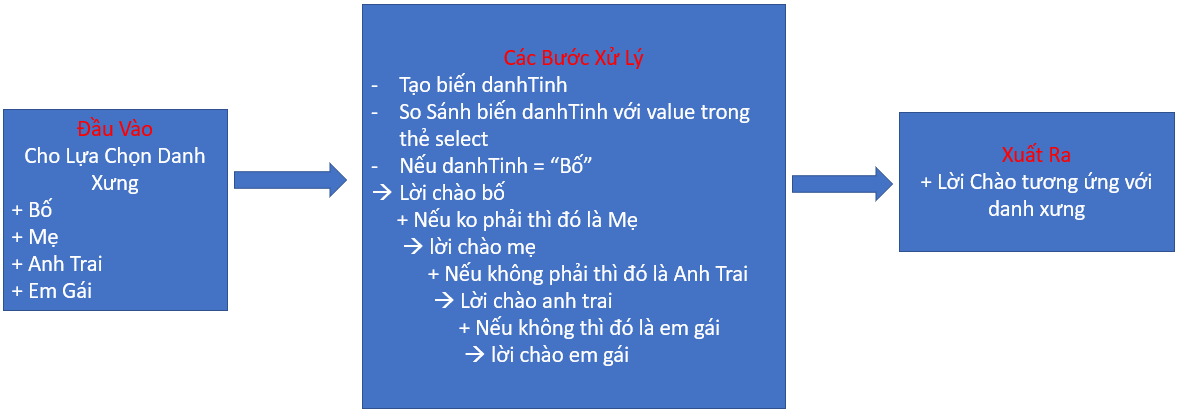 Đầu Vào
Cho Lựa Chọn Danh
Xưng
+ Bố
+ Mẹ
+ Anh Trai
+ Em Gái
Các Bước Xử Lý
- Tạo biến danhTinh
- So Sánh biến danhTinh với value trong
thẻ select
- Nếu danhTinh = “Bố”
→ Lời chào bố
+ Nếu ko phải thì đó là Mẹ
→ lời chào mẹ
+ Nếu không phải thì đó là Anh Trai
→ Lời chào anh trai
+ Nếu không thì đó là em gái
→ lời chào em gái
Xuất Ra
+ Lời Chào tương ứng với
danh xưng